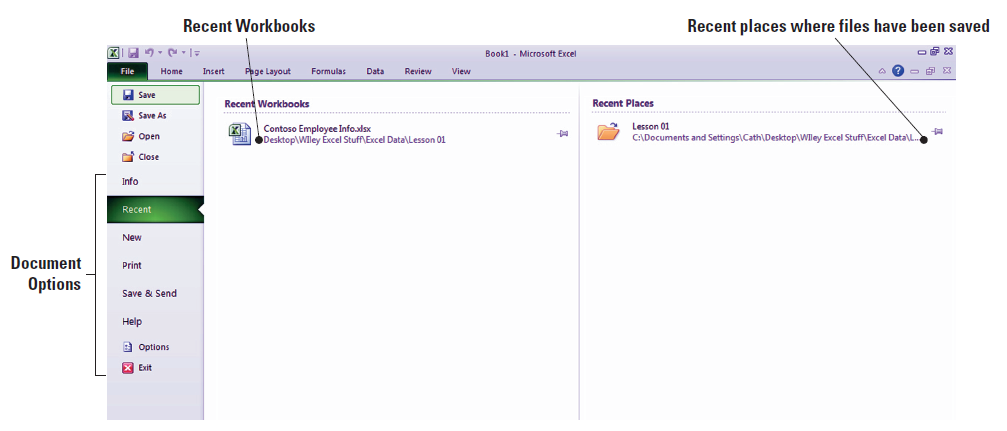 Recent Workbooks
Recent places where files have been saved
Book1 - Microsoft Excel
File Home Insert Page Layout Formulas Data Review View
Save
Save As
Open
Close
Info
Recent
New
Print
Save & Send
Help
Options
Exit
Document
Options
Recent Workbooks
Contoso Employee Info.xlsx
Desktop\WIley Excel Stuff\Excel Data\Lesson 01
Recent Places
Lesson 01
C:\Documents and Settings\Cath\Desktop\WIley Excel Stuff\Excel Data\L...